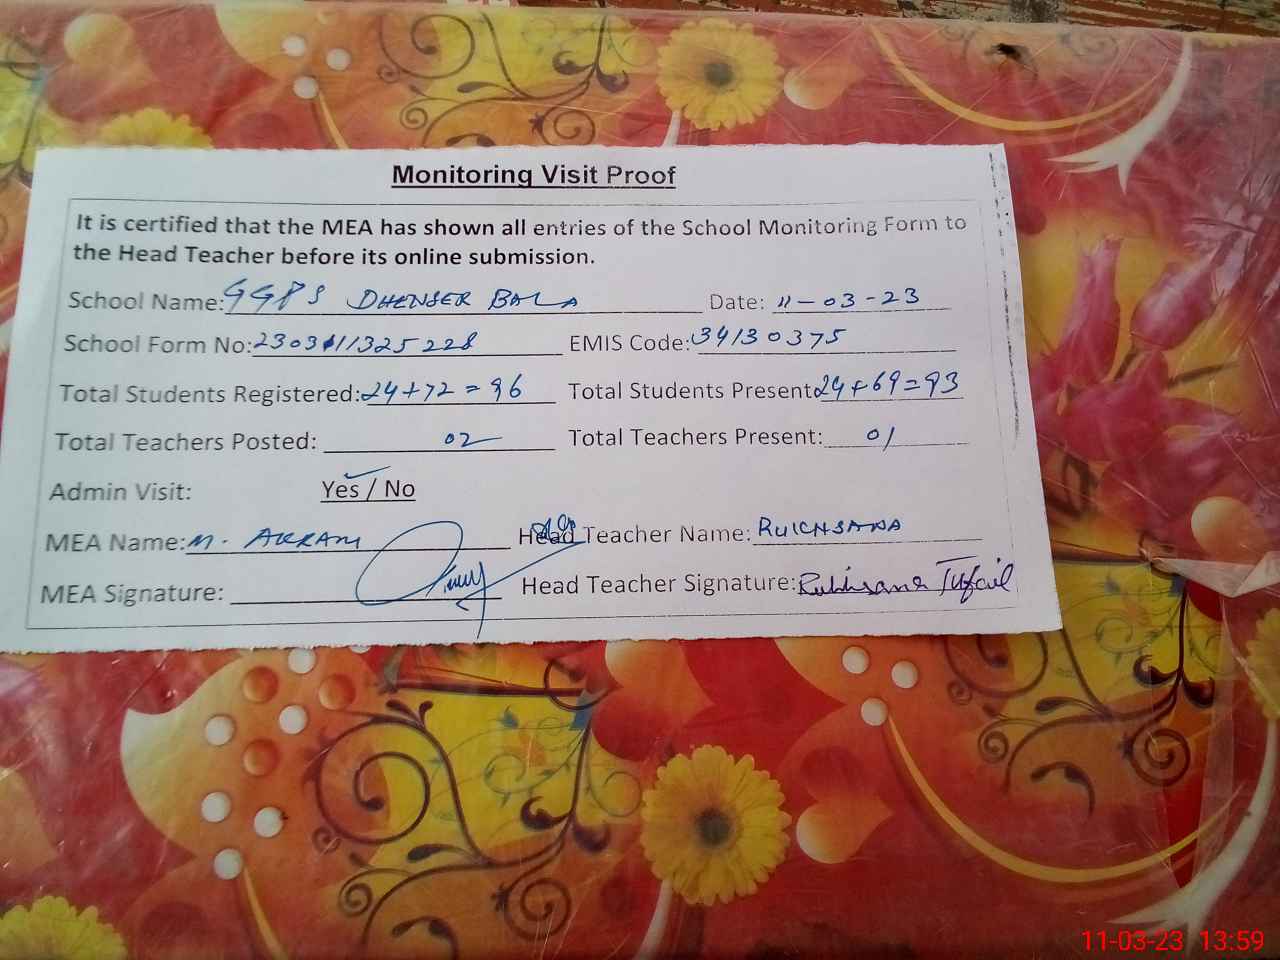 Monitoring Visit Proof
It is certified that the MEA has shown all entries of the School Monitoring Form to
the Head Teacher before its online submission.
School Name: GGPS DHENSER BALA Date: 11-03-23
School Form No: 230311325228 EMIS Code: 34130375
Total Students Registered: 24+72=96 Total Students Present 24+69=93
Total Teachers Posted: 02 Total Teachers Present: 01
Admin Visit: Yes / No
MEA Name: M. AKRAM Head Teacher Name: RUKHSANA
MEA Signature: Head Teacher Signature: Rukhsana Tufail
11-03-23 13:59